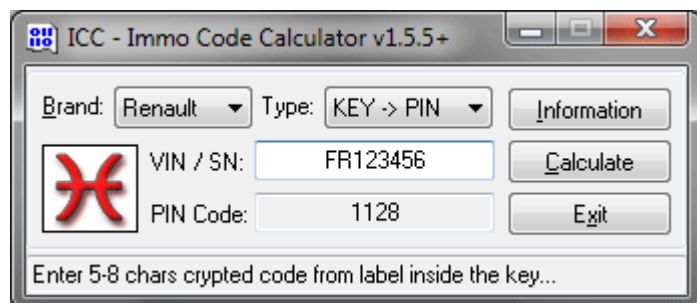 ICC - Immo Code Calculator v1.5.5+
Brand: Renault Type: KEY -> PIN Information
VIN / SN: FR123456 Calculate
PIN Code: 1128 Exit
Enter 5-8 chars crypted code from label inside the key...